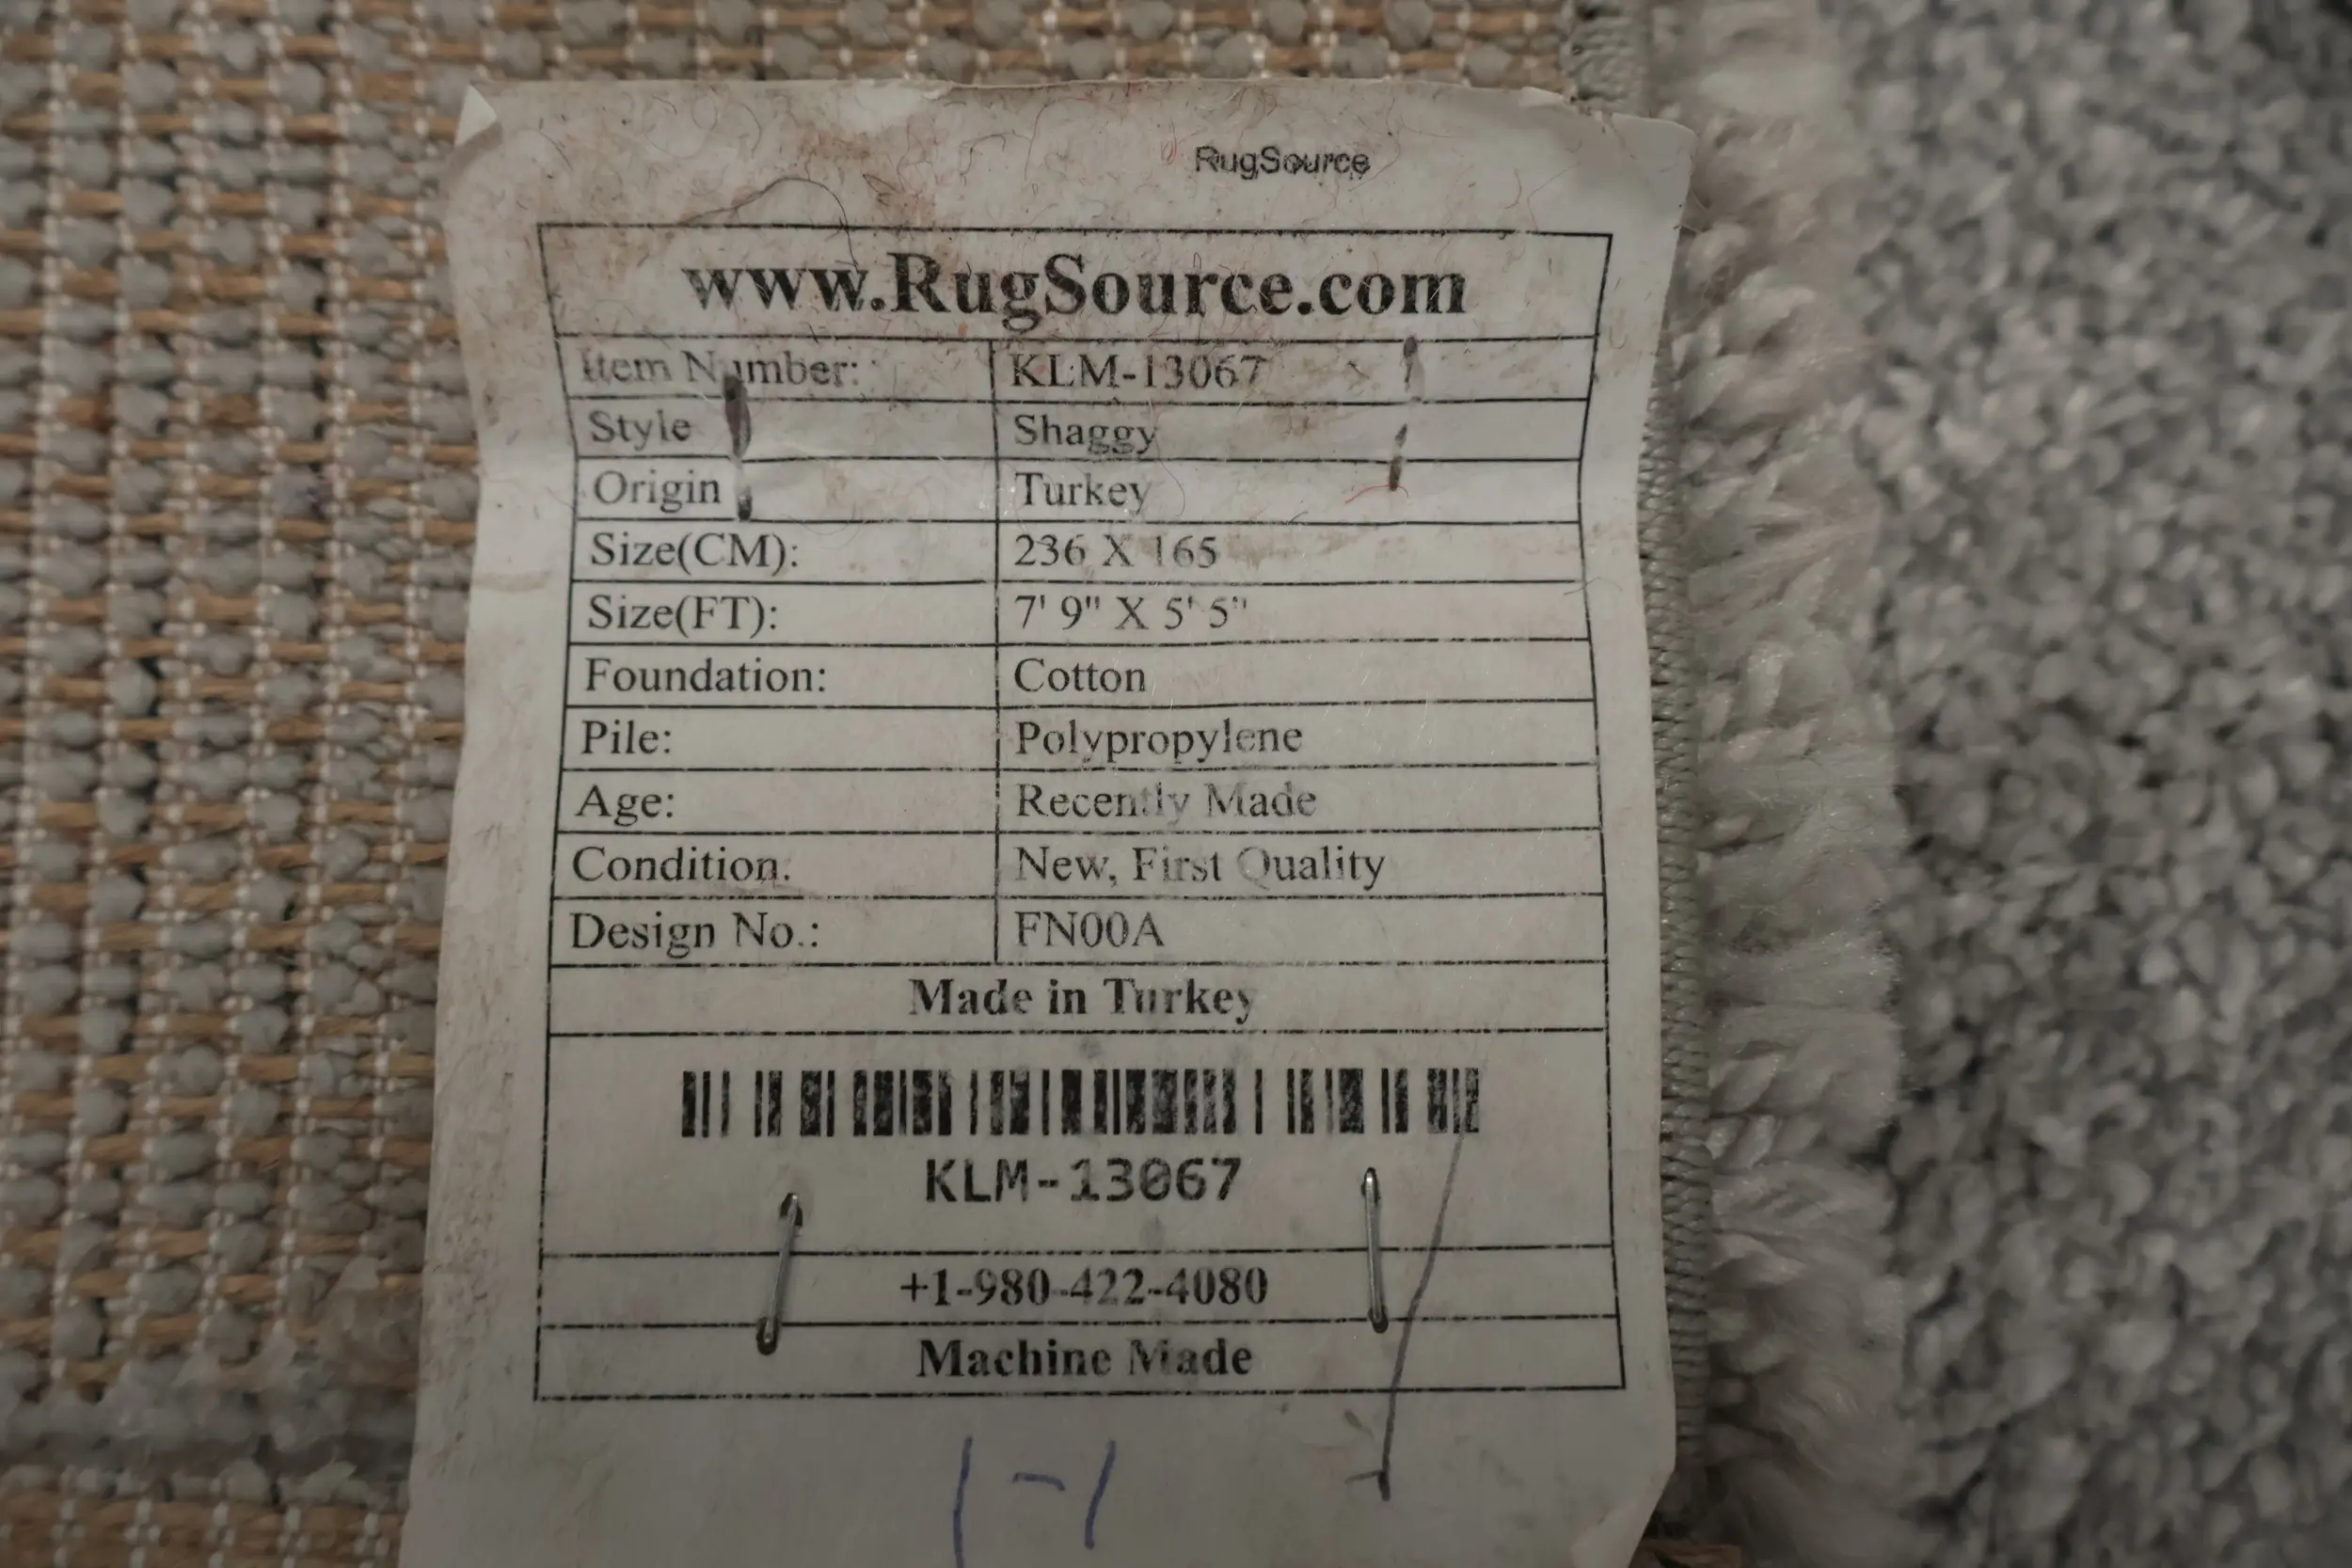 RugSource
www.RugSource.com
Item Number: KLM-13067
Style Shaggy
Origin Turkey
Size(CM): 236 X 165
Size(FT): 7' 9" X 5' 5"
Foundation: Cotton
Pile: Polypropylene
Age: Recently Made
Condition: New, First Quality
Design No.: FN00A
Made in Turkey
KLM-13067
+1-980-422-4080
Machine Made
1-1